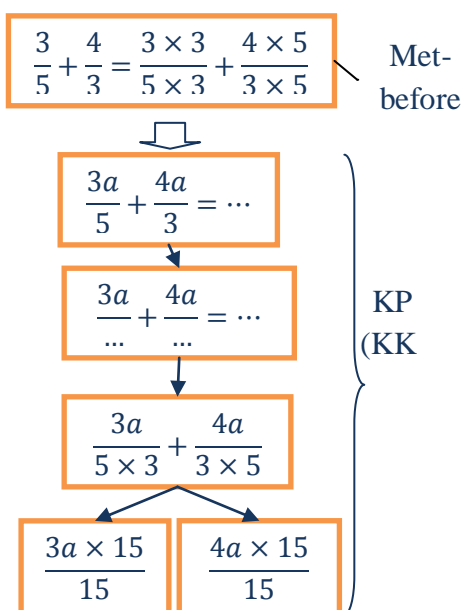 3/5 + 4/3 = (3 × 3)/(5 × 3) + (4 × 5)/(3 × 5)
Met-
before
3a/5 + 4a/3 = ⋯
3a/... + 4a/... = ⋯
KP
(KK
3a/(5 × 3) + 4a/(3 × 5)
(3a × 15)/15
(4a × 15)/15